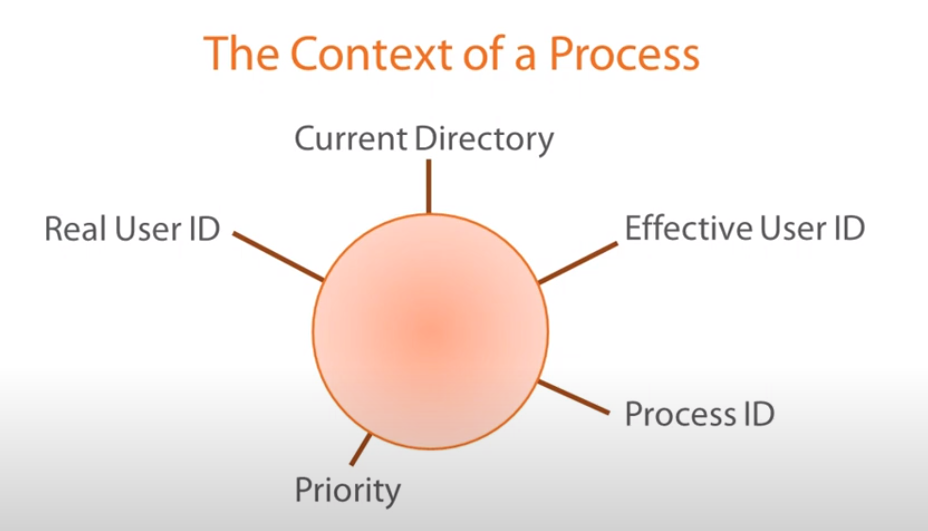 The Context of a Process
Current Directory
Real User ID
Effective User ID
Process ID
Priority